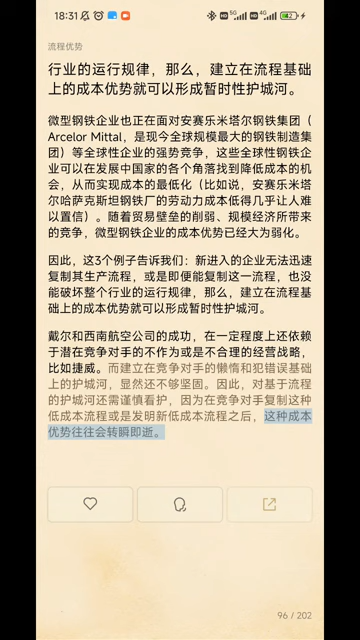 18:31
5G
4G
42
流程优势
行业的运行规律，那么，建立在流程基础
上的成本优势就可以形成暂时性护城河。
微型钢铁企业也正在面对安赛乐米塔尔钢铁集团（
Arcelor Mittal，是现今全球规模最大的钢铁制造集
团）等全球性企业的强势竞争，这些全球性钢铁企
业可以在发展中国家的各个角落找到降低成本的机
会，从而实现成本的最低化（比如说，安赛乐米塔
尔哈萨克斯坦钢铁厂的劳动力成本低得几乎让人难
以置信）。随着贸易壁垒的削弱、规模经济所带来
的竞争，微型钢铁企业的成本优势已经大为弱化。
因此，这3个例子告诉我们：新进入的企业无法迅速
复制其生产流程，或是即便能复制这一流程，也没
能破坏整个行业的运行规律，那么，建立在流程基
础上的成本优势就可以形成暂时性护城河。
戴尔和西南航空公司的成功，在一定程度上还依赖
于潜在竞争对手的不作为或是不合理的经营战略，
比如捷威。而建立在竞争对手的懒惰和犯错误基础
上的护城河，显然还不够坚固。因此，对基于流程
的护城河还需谨慎看护，因为在竞争对手复制这种
低成本流程或是发明新低成本流程之后，这种成本
优势往往会转瞬即逝。
96 / 202